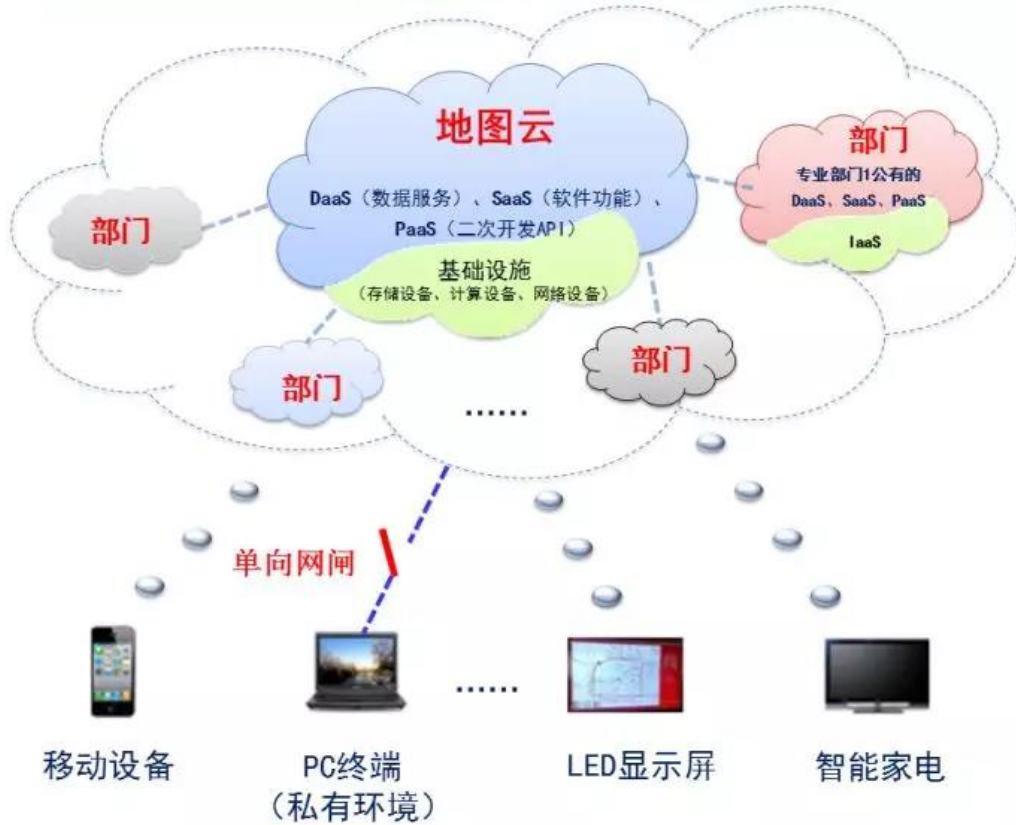 地图云
DaaS（数据服务）、SaaS（软件功能）、
PaaS（二次开发API）
基础设施
（存储设备、计算设备、网络设备）
部门
专业部门1公有的
DaaS、SaaS、PaaS
IaaS
部门
部门
部门
......
单向网闸
......
移动设备
PC终端
（私有环境）
LED显示屏
智能家电